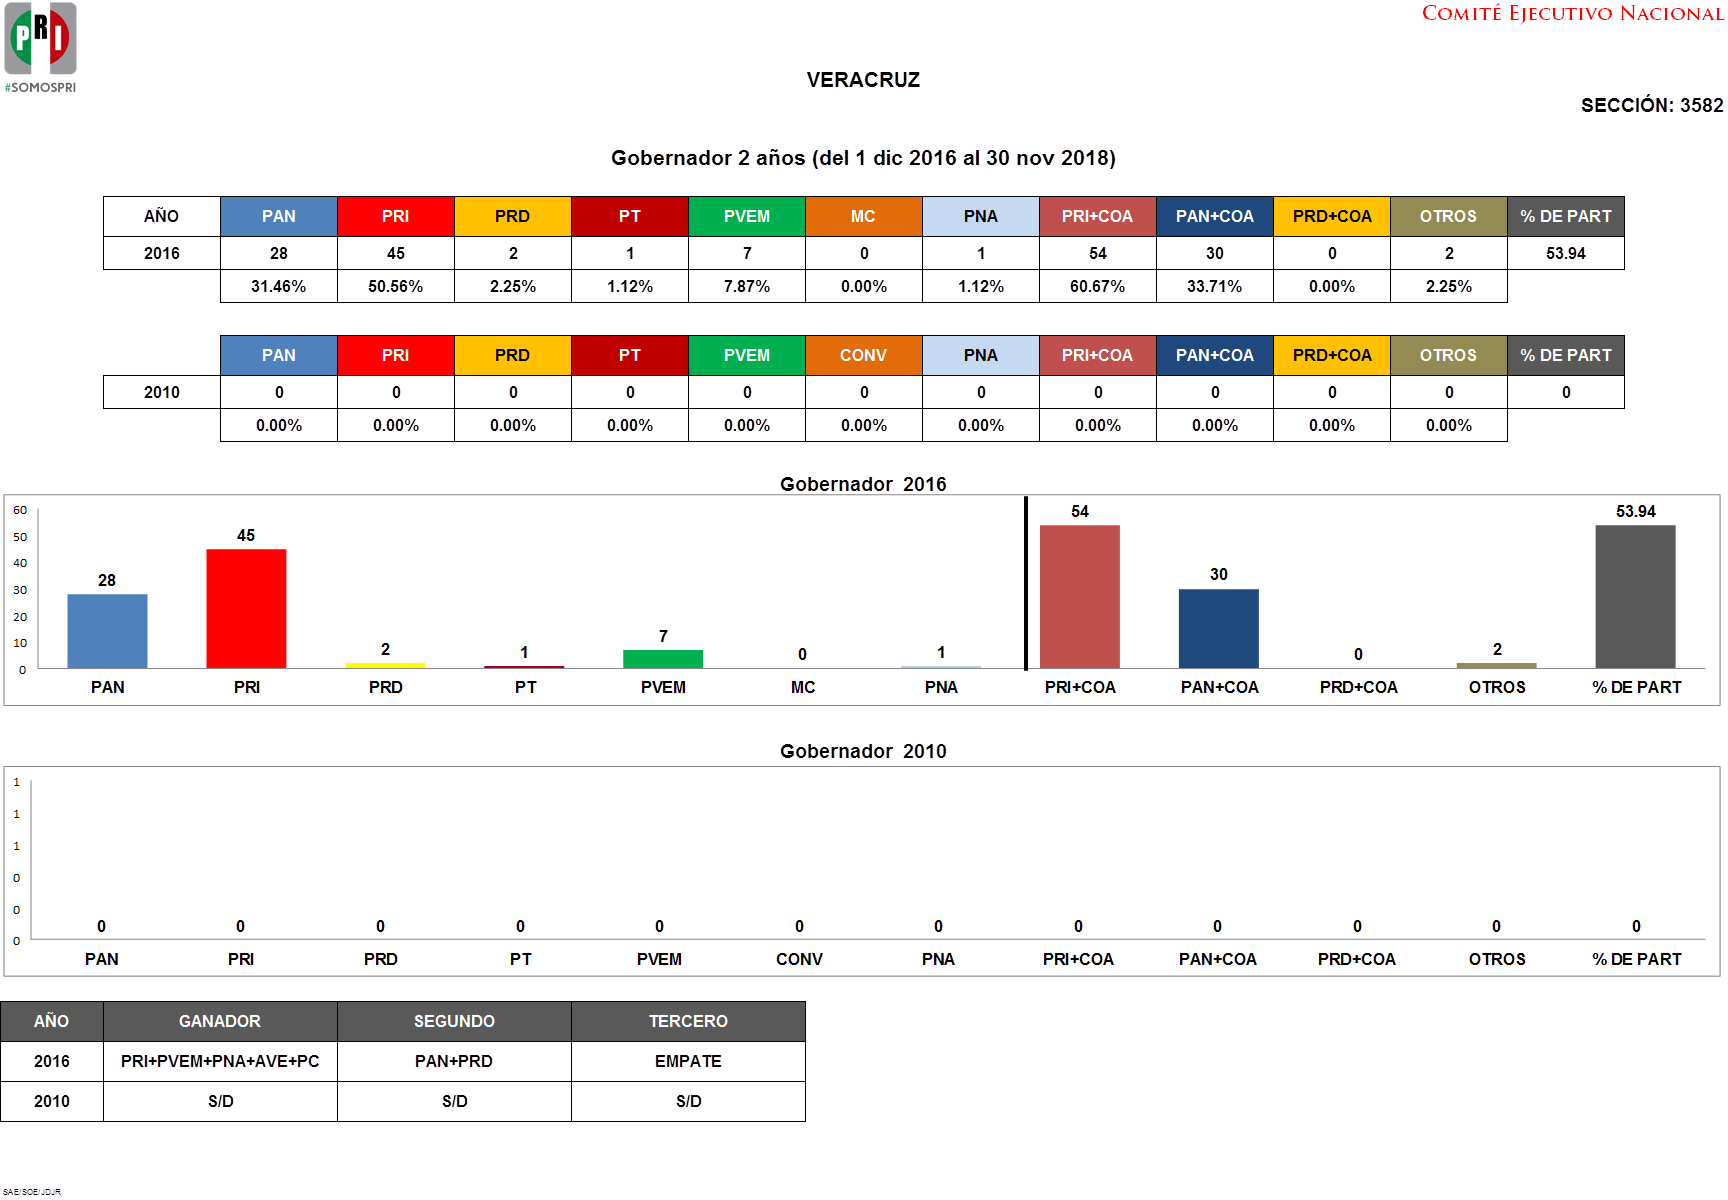 COMITÉ EJECUTIVO NACIONAL
PRI
#SOMOSPRI
VERACRUZ
SECCIÓN: 3582
Gobernador 2 años (del 1 dic 2016 al 30 nov 2018)
AÑO PAN PRI PRD PT PVEM MC PNA PRI+COA PAN+COA PRD+COA OTROS % DE PART
2016 28 45 2 1 7 0 1 54 30 0 2 53.94
31.46% 50.56% 2.25% 1.12% 7.87% 0.00% 1.12% 60.67% 33.71% 0.00% 2.25%
PAN PRI PRD PT PVEM CONV PNA PRI+COA PAN+COA PRD+COA OTROS % DE PART
2010 0 0 0 0 0 0 0 0 0 0 0 0
0.00% 0.00% 0.00% 0.00% 0.00% 0.00% 0.00% 0.00% 0.00% 0.00% 0.00%
Gobernador 2016
60
50
40
30
20
10
0
28 45 2 1 7 0 1 54 30 0 2 53.94
PAN PRI PRD PT PVEM MC PNA PRI+COA PAN+COA PRD+COA OTROS % DE PART
Gobernador 2010
1
1
1
0
0
0
0 0 0 0 0 0 0 0 0 0 0 0
PAN PRI PRD PT PVEM CONV PNA PRI+COA PAN+COA PRD+COA OTROS % DE PART
AÑO GANADOR SEGUNDO TERCERO
2016 PRI+PVEM+PNA+AVE+PC PAN+PRD EMPATE
2010 S/D S/D S/D
SAE/SOE/JDJR